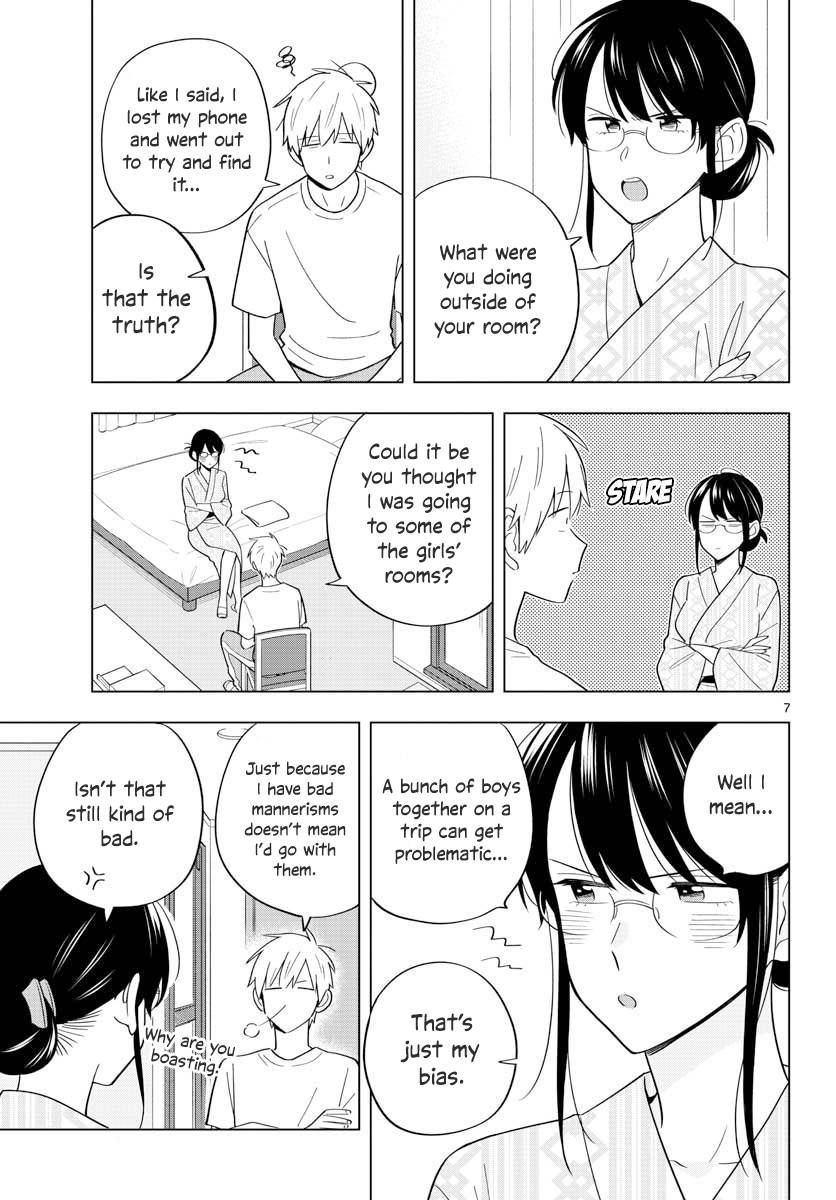 What were
you doing
outside of
your room?
Like I said, I
lost my phone
and went out
to try and find
it...
Is
that the
truth?
STARE
Could it be
you thought
I was going
to some of
the girls'
rooms?
7
Well I
mean...
A bunch of boys
together on a
trip can get
problematic...
That's
just my
bias.
Just because
I have bad
mannerisms
doesn't mean
I'd go with
them.
Isn't that
still kind of
bad.
Why are you
boasting.